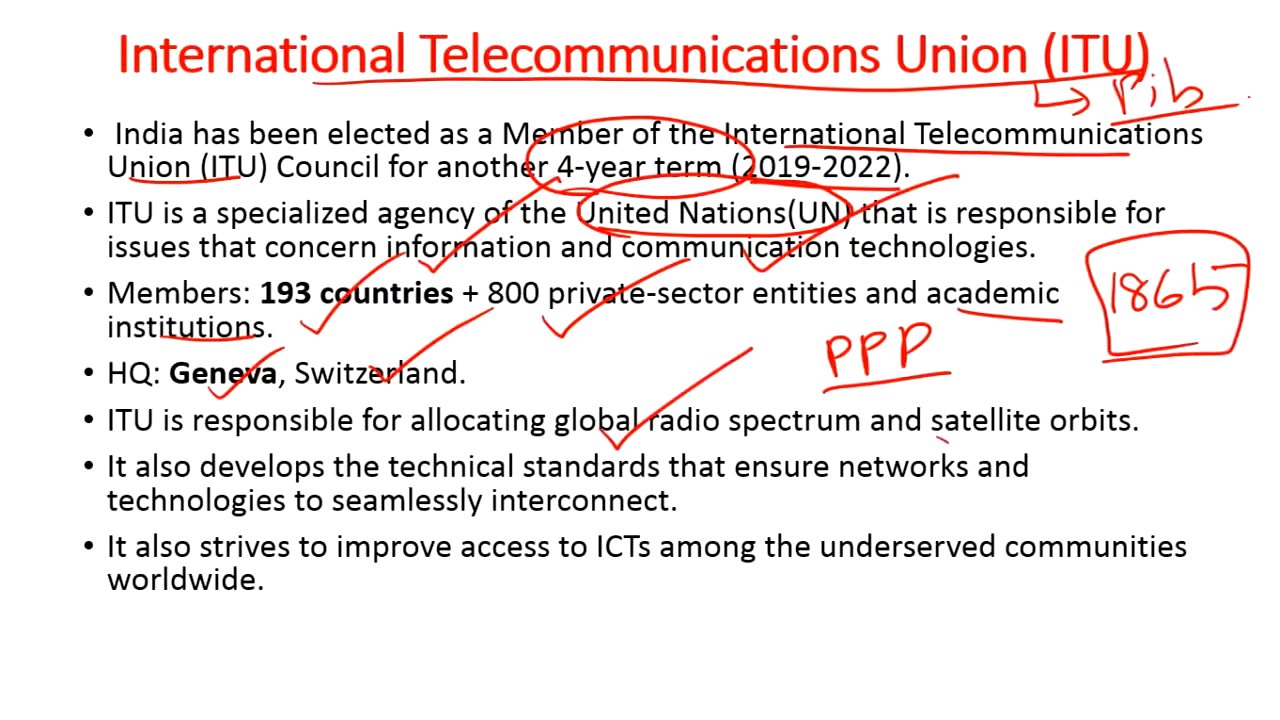 International Telecommunications Union (ITU)
→ Pib
• India has been elected as a Member of the International Telecommunications
Union (ITU) Council for another 4-year term (2019-2022).
• ITU is a specialized agency of the United Nations(UN) that is responsible for
issues that concern information and communication technologies.
1865
• Members: 193 countries + 800 private-sector entities and academic
institutions.
PPP
• HQ: Geneva, Switzerland.
• ITU is responsible for allocating global radio spectrum and satellite orbits.
• It also develops the technical standards that ensure networks and
technologies to seamlessly interconnect.
• It also strives to improve access to ICTs among the underserved communities
worldwide.